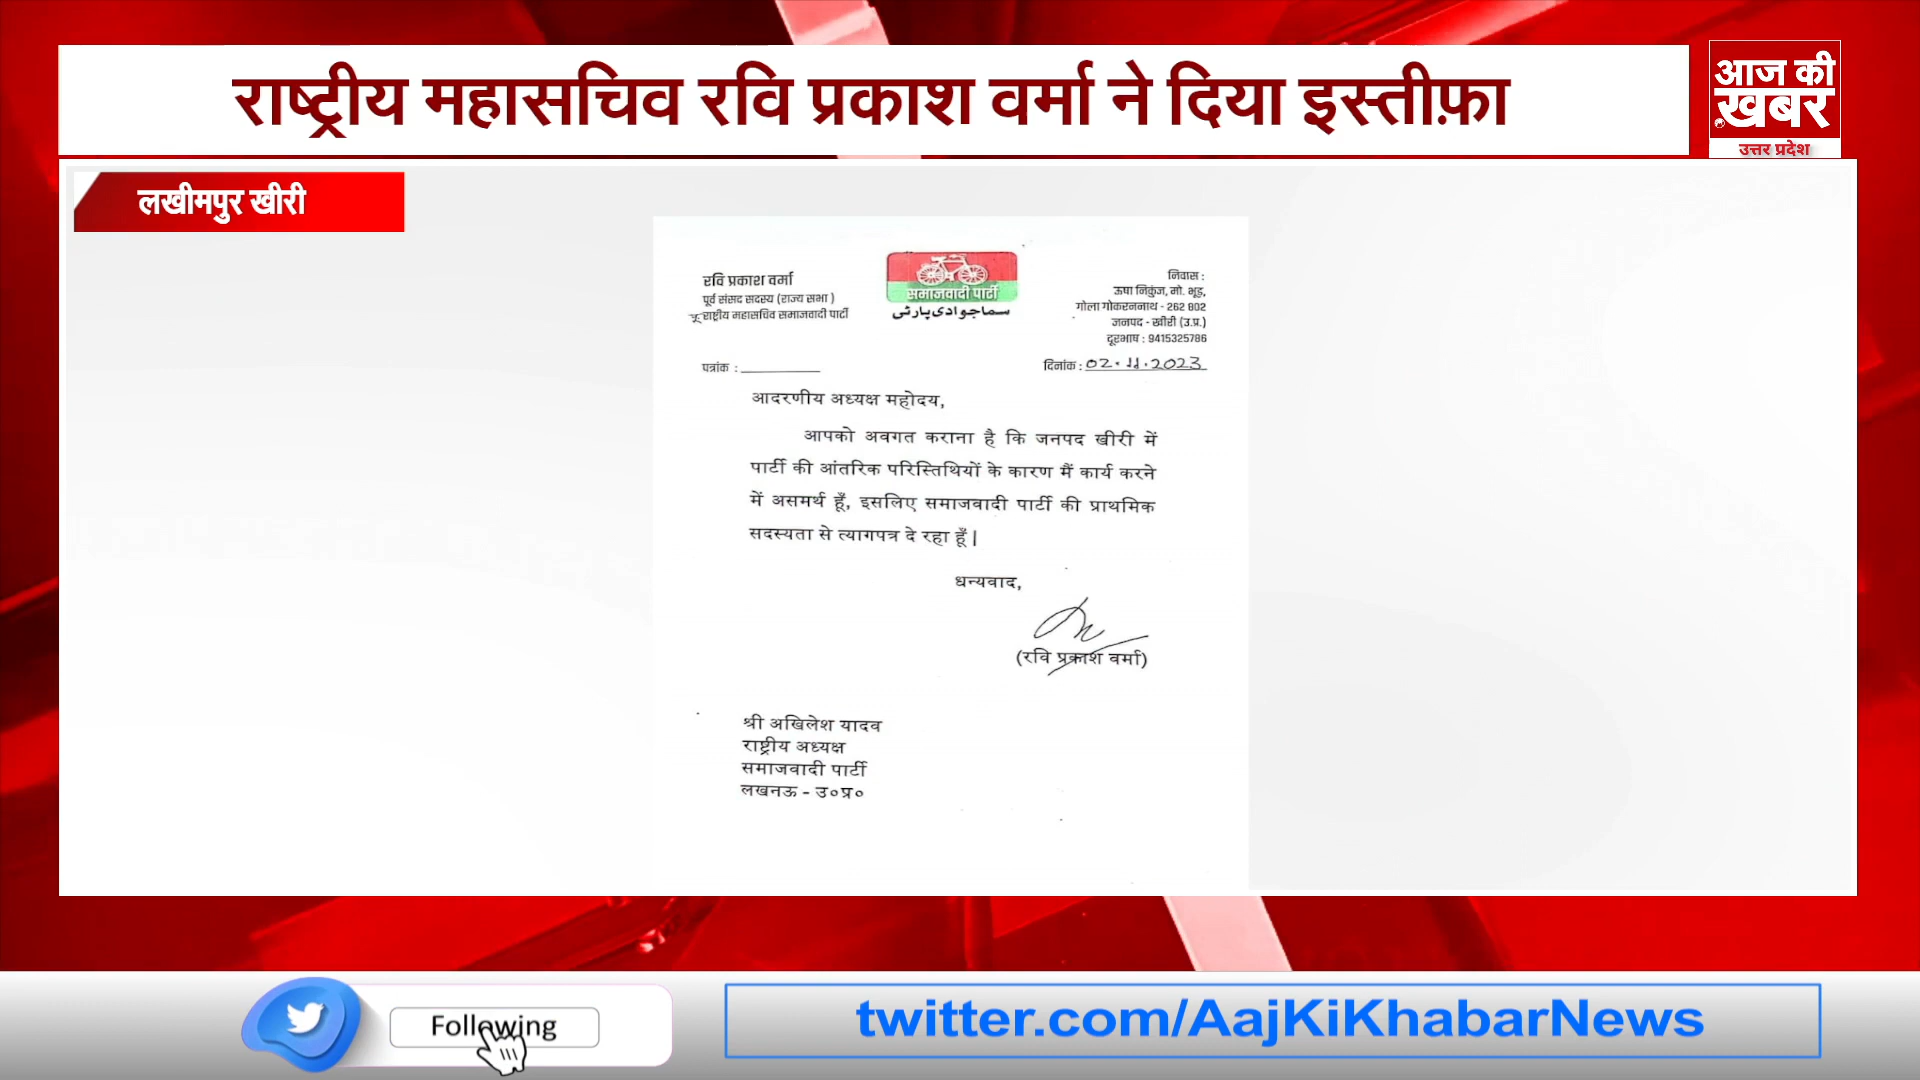 राष्ट्रीय महासचिव रवि प्रकाश वर्मा ने दिया इस्तीफ़ा
आज की
ख़बर
उत्तर प्रदेश
लखीमपुर खीरी
रवि प्रकाश वर्मा
पूर्व संसद सदस्य (राज्य सभा )
पू. राष्ट्रीय महासचिव समाजवादी पार्टी
समाजवादी पार्टी
سماجوادی پارٹی
निवास :
ऊषा निकुंज, मो. भूड़,
गोला गोकरननाथ - 262 802
जनपद - खीरी (उ.प्र.)
दूरभाष : 9415325786
पत्रांक :
दिनांक : 02.11.2023
आदरणीय अध्यक्ष महोदय,
आपको अवगत कराना है कि जनपद खीरी में
पार्टी की आंतरिक परिस्तिथियों के कारण मैं कार्य करने
में असमर्थ हूँ, इसलिए समाजवादी पार्टी की प्राथमिक
सदस्यता से त्यागपत्र दे रहा हूँ|
धन्यवाद,
(रवि प्रकाश वर्मा)
श्री अखिलेश यादव
राष्ट्रीय अध्यक्ष
समाजवादी पार्टी
लखनऊ - उ०प्र०
Following
twitter.com/AajKiKhabarNews